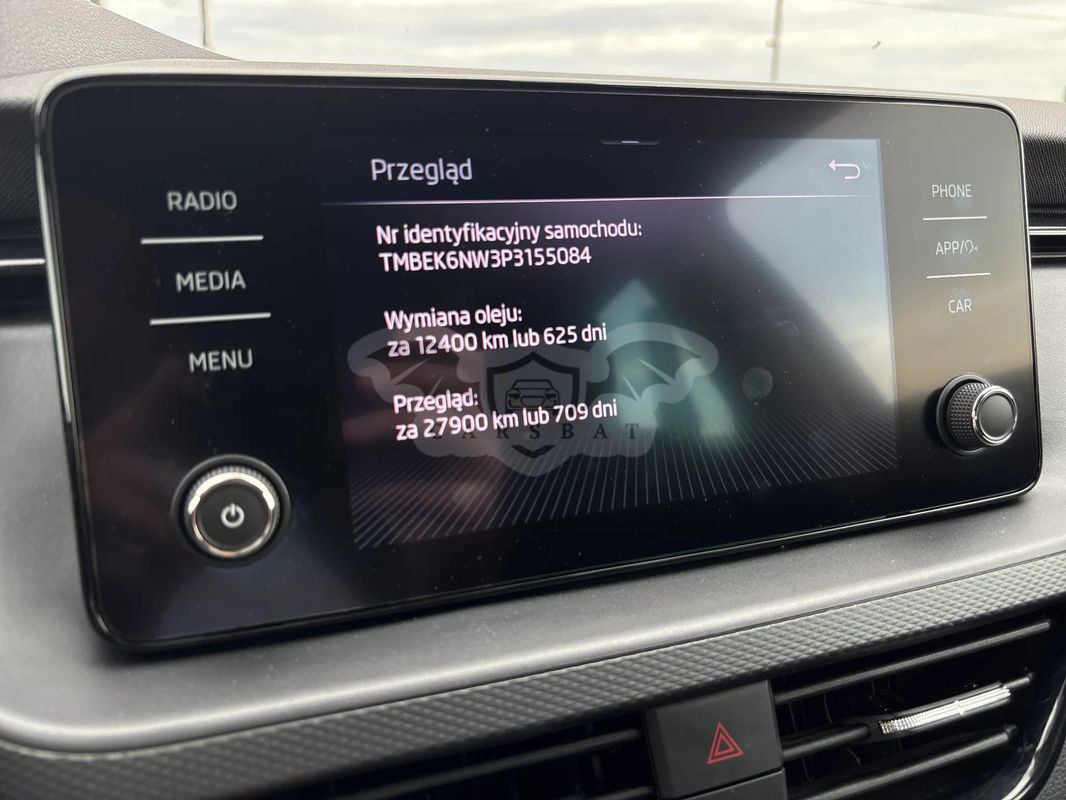 Przegląd
RADIO
MEDIA
MENU
Nr identyfikacyjny samochodu:
TMBEK6NW3P3155084
Wymiana oleju:
za 12400 km lub 625 dni
Przegląd:
za 27900 km lub 709 dni
CARSBAT
PHONE
APP/
CAR